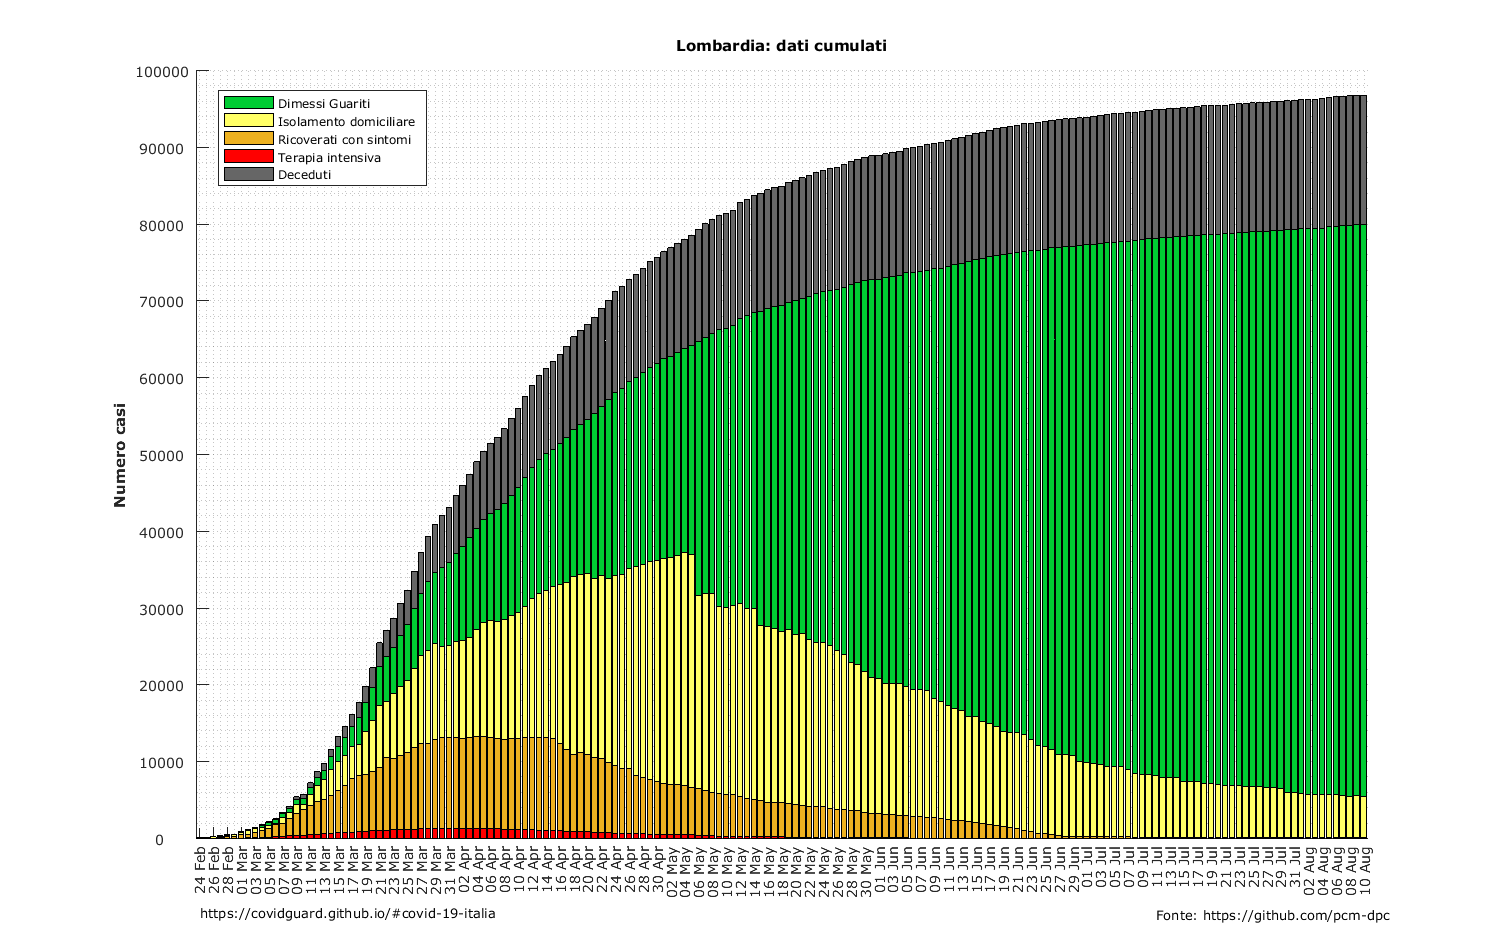 Lombardia: dati cumulati
100000
90000
80000
70000
60000
50000
40000
30000
20000
10000
0
Numero casi
Dimessi Guariti
Isolamento domiciliare
Ricoverati con sintomi
Terapia intensiva
Deceduti
24 Feb
26 Feb
28 Feb
01 Mar
03 Mar
05 Mar
07 Mar
09 Mar
11 Mar
13 Mar
15 Mar
17 Mar
19 Mar
21 Mar
23 Mar
25 Mar
27 Mar
29 Mar
31 Mar
02 Apr
04 Apr
06 Apr
08 Apr
10 Apr
12 Apr
14 Apr
16 Apr
18 Apr
20 Apr
22 Apr
24 Apr
26 Apr
28 Apr
30 Apr
02 May
04 May
06 May
08 May
10 May
12 May
14 May
16 May
18 May
20 May
22 May
24 May
26 May
28 May
30 May
01 Jun
03 Jun
05 Jun
07 Jun
09 Jun
11 Jun
13 Jun
15 Jun
17 Jun
19 Jun
21 Jun
23 Jun
25 Jun
27 Jun
29 Jun
01 Jul
03 Jul
05 Jul
07 Jul
09 Jul
11 Jul
13 Jul
15 Jul
17 Jul
19 Jul
21 Jul
23 Jul
25 Jul
27 Jul
29 Jul
31 Jul
02 Aug
04 Aug
06 Aug
08 Aug
10 Aug
https://covidguard.github.io/#covid-19-italia
Fonte: https://github.com/pcm-dpc